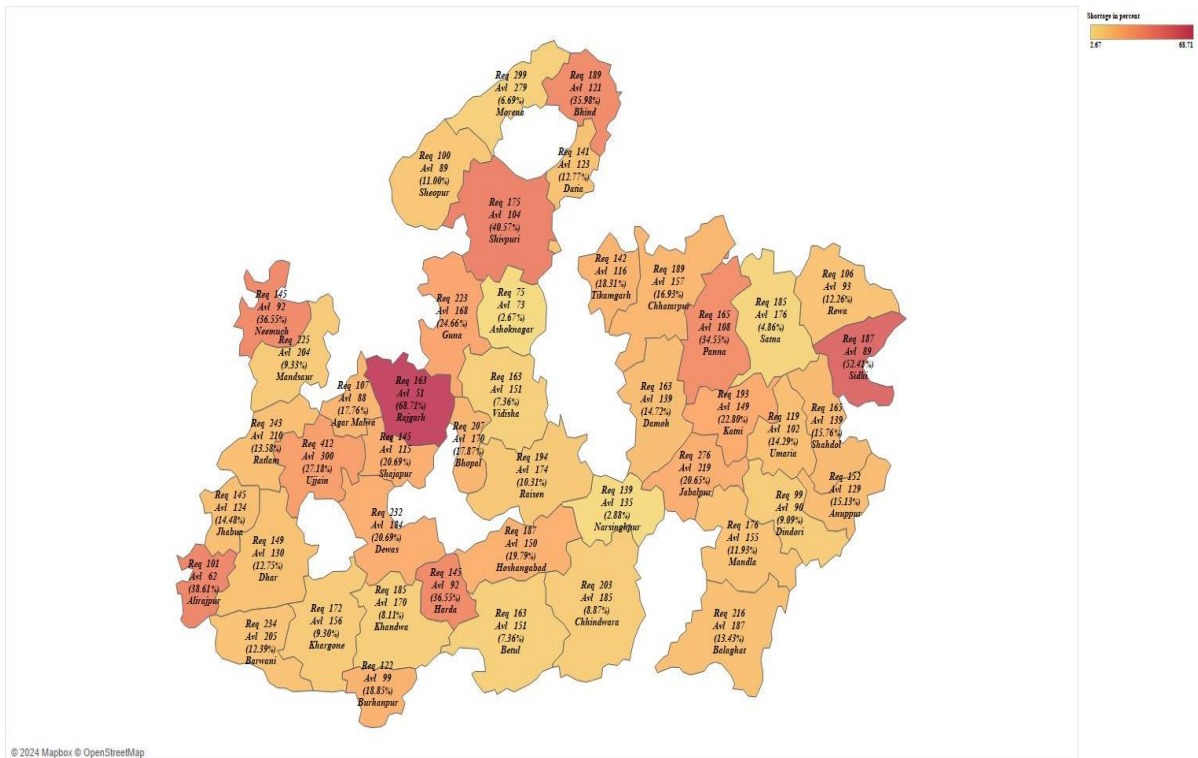 Shortage in percent
2.67 68.71
Req 299
Avl 279
(6.69%)
Morena
Req 189
Avl 121
(35.98%)
Bhind
Req 100
Avl 89
(11.00%)
Sheopur
Req 141
Avl 123
(12.77%)
Datia
Req 175
Avl 104
(40.57%)
Shivpuri
Req 145
Avl 92
(36.55%)
Neemuch
Req 225
Avl 204
(9.33%)
Mandsaur
Req 223
Avl 168
(24.66%)
Guna
Req 75
Avl 73
(2.67%)
Ashoknagar
Req 142
Avl 116
(18.31%)
Tikamgarh
Req 189
Avl 157
(16.93%)
Chhatarpur
Req 165
Avl 108
(34.55%)
Panna
Req 185
Avl 176
(4.86%)
Satna
Req 106
Avl 93
(12.26%)
Rewa
Req 187
Avl 89
(52.41%)
Sidhi
Req 107
Avl 88
(17.76%)
Agar Malwa
Req 163
Avl 51
(68.71%)
Rajgarh
Req 163
Avl 151
(7.36%)
Vidisha
Req 163
Avl 139
(14.72%)
Damoh
Req 193
Avl 149
(22.80%)
Katni
Req 119
Avl 102
(14.29%)
Umaria
Req 165
Avl 139
(15.76%)
Shahdol
Req 243
Avl 210
(13.58%)
Ratlam
Req 412
Avl 300
(27.18%)
Ujjain
Req 145
Avl 115
(20.69%)
Shajapur
Req 207
Avl 170
(17.87%)
Bhopal
Req 194
Avl 174
(10.31%)
Raisen
Req 276
Avl 219
(20.65%)
Jabalpur
Req 152
Avl 129
(15.13%)
Anuppur
Req 145
Avl 124
(14.48%)
Jhabua
Req 139
Avl 135
(2.88%)
Narsinghpur
Req 99
Avl 90
(9.09%)
Dindori
Req 232
Avl 184
(20.69%)
Dewas
Req 187
Avl 150
(19.79%)
Hoshangabad
Req 176
Avl 155
(11.93%)
Mandla
Req 149
Avl 130
(12.75%)
Dhar
Req 101
Avl 62
(38.61%)
Alirajpur
Req 145
Avl 92
(36.55%)
Harda
Req 185
Avl 170
(8.11%)
Khandwa
Req 203
Avl 185
(8.87%)
Chhindwara
Req 172
Avl 156
(9.30%)
Khargone
Req 163
Avl 151
(7.36%)
Betul
Req 216
Avl 187
(13.43%)
Balaghat
Req 234
Avl 205
(12.39%)
Barwani
Req 122
Avl 99
(18.85%)
Burhanpur
© 2024 Mapbox © OpenStreetMap